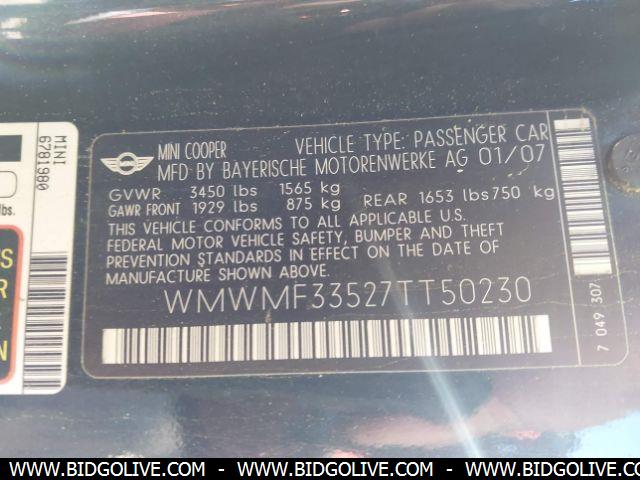 MINI COOPER VEHICLE TYPE: PASSENGER CAR
MFD BY BAYERISCHE MOTORENWERKE AG 01/07
GVWR 3450 lbs 1565 kg
GAWR FRONT 1929 lbs 875 kg REAR 1653 lbs750 kg
THIS VEHICLE CONFORMS TO ALL APPLICABLE U.S.
FEDERAL MOTOR VEHICLE SAFETY, BUMPER AND THEFT
PREVENTION STANDARDS IN EFFECT ON THE DATE OF
MANUFACTURE SHOWN ABOVE.
WMWMF33527TT50230
7 049 307
MINI
6781980
lbs.
WWW.BIDGOLIVE.COM - WWW.BIDGOLIVE.COM - WWW.BIDGOLIVE.COM